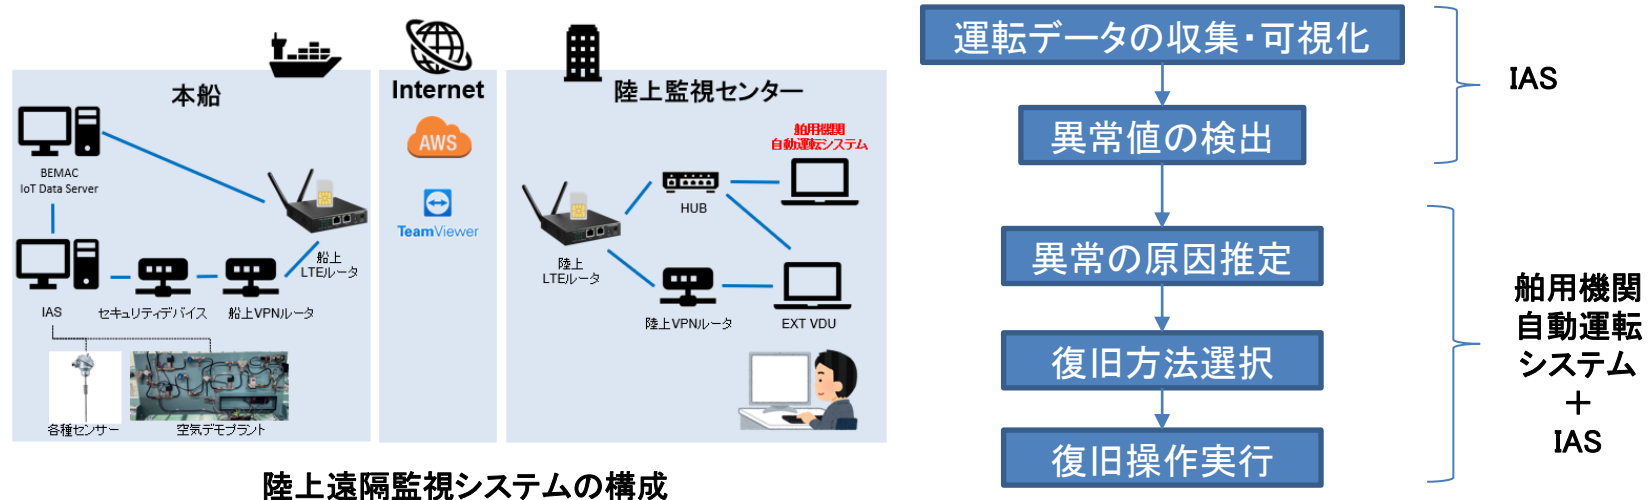 本船
BEMAC
IoT Data Server
IAS
セキュリティデバイス
船上VPNルータ
船上
LTEルータ
各種センサー
空気デモプラント
Internet
AWS
TeamViewer
陸上監視センター
舶用機関
自動運転システム
HUB
陸上
LTEルータ
陸上VPNルータ
EXT VDU
陸上遠隔監視システムの構成
運転データの収集・可視化
異常値の検出
異常の原因推定
復旧方法選択
復旧操作実行
IAS
舶用機関
自動運転
システム
＋
IAS